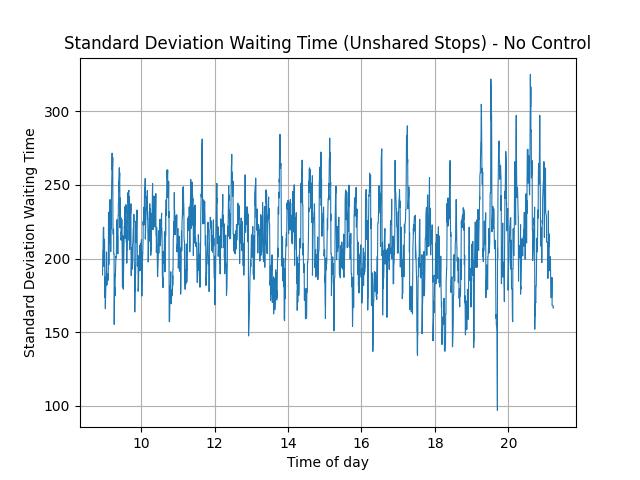 Standard Deviation Waiting Time (Unshared Stops) - No Control
Standard Deviation Waiting Time
300
250
200
150
100
10 12 14 16 18 20
Time of day